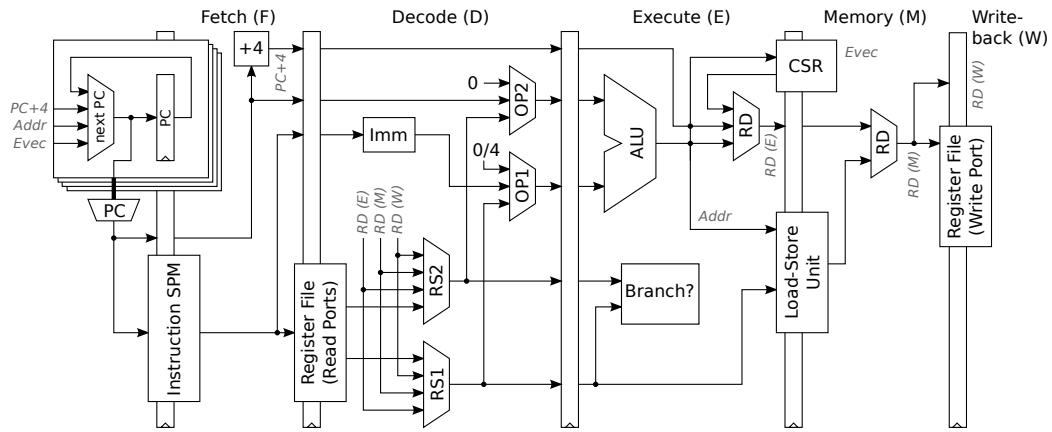 Fetch (F)
Decode (D)
Execute (E)
Memory (M)
Write-
back (W)
+4
PC+4
PC+4
Addr
Evec
next PC
PC
PC
Instruction SPM
Register File
(Read Ports)
Imm
RD (E)
RD (M)
RD (W)
RS2
RS1
0
OP2
0/4
OP1
ALU
Branch?
Addr
RD
RD (E)
CSR
Evec
Load-Store
Unit
RD
RD (M)
RD (W)
Register File
(Write Port)